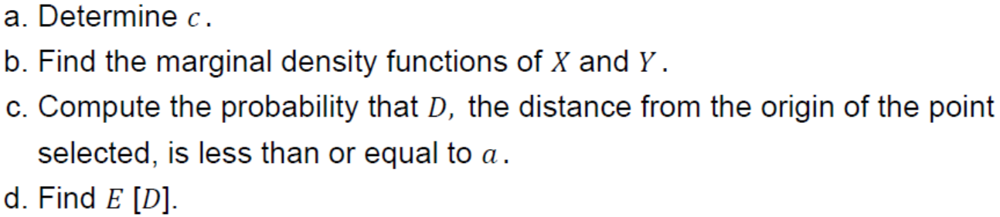 a. Determine c.
b. Find the marginal density functions of X and Y.
c. Compute the probability that D, the distance from the origin of the point
selected, is less than or equal to a.
d. Find E [D].